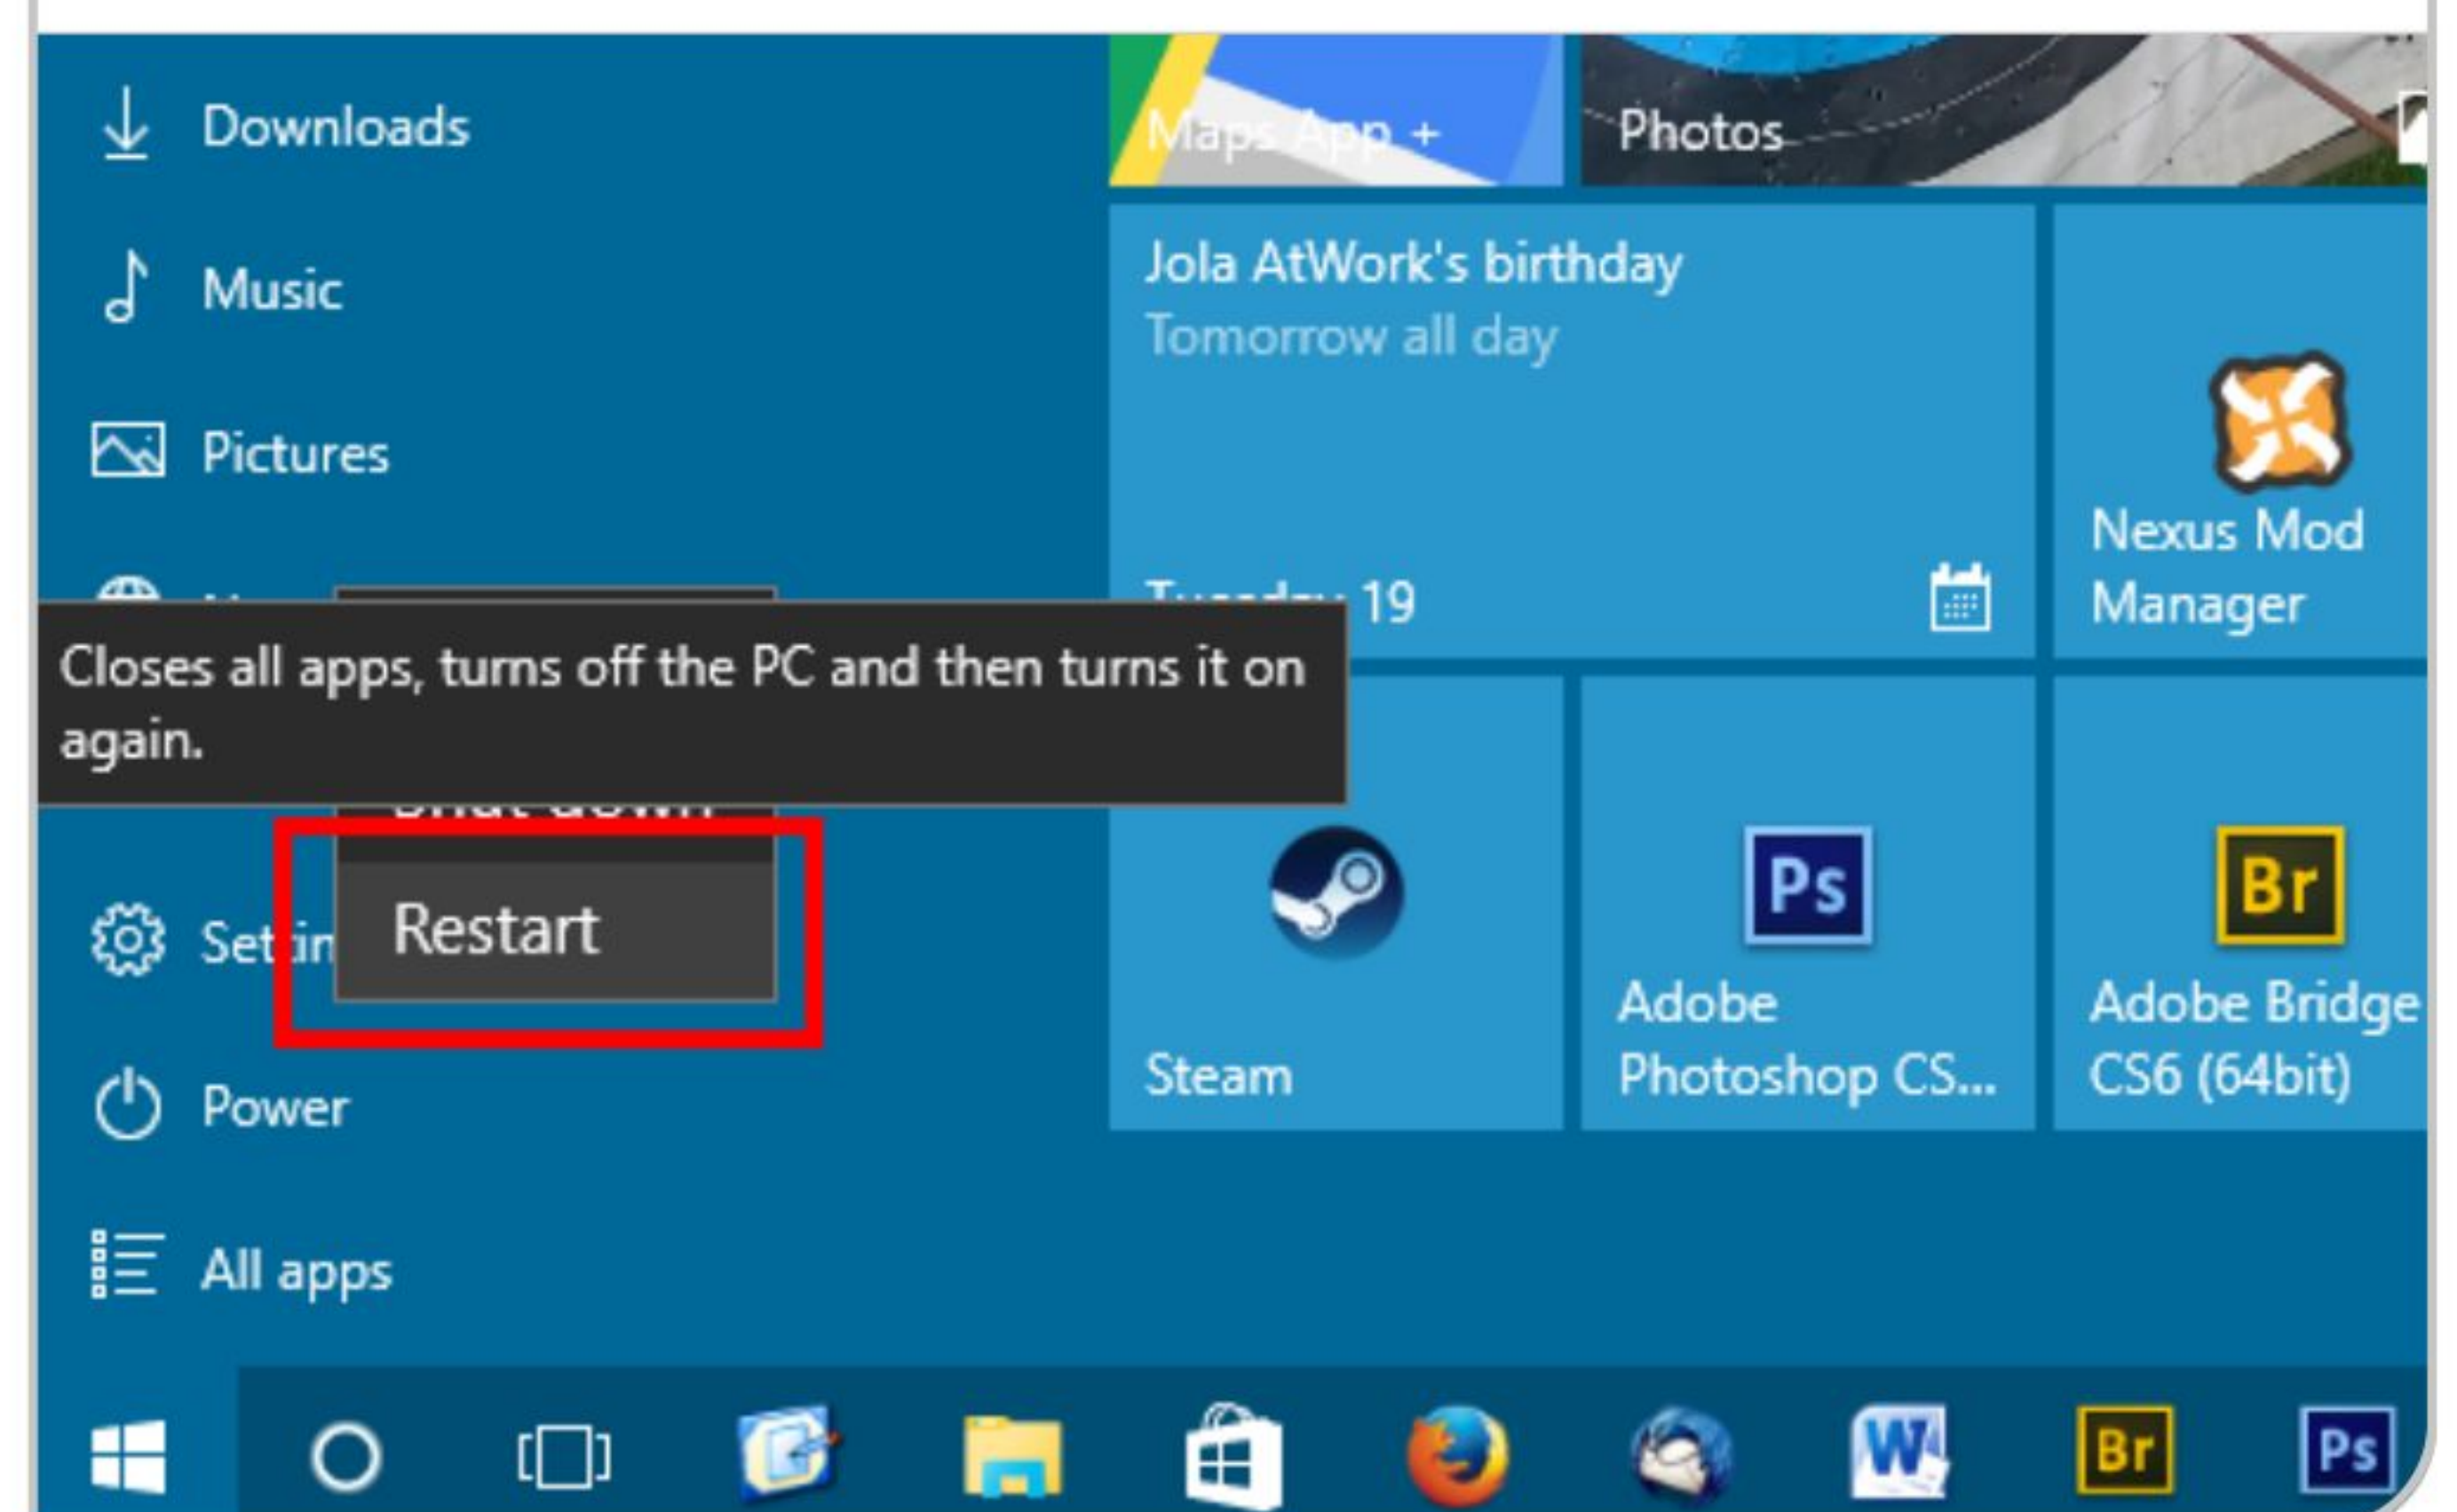 Downloads
Music
Pictures
Closes all apps, turns off the PC and then turns it on
again.
Restart
Power
All apps
Maps App +
Photos
Jola AtWork's birthday
Tomorrow all day
19
Nexus Mod
Manager
Steam
Ps
Adobe
Photoshop CS...
Br
Adobe Bridge
CS6 (64bit)
W
Br
Ps